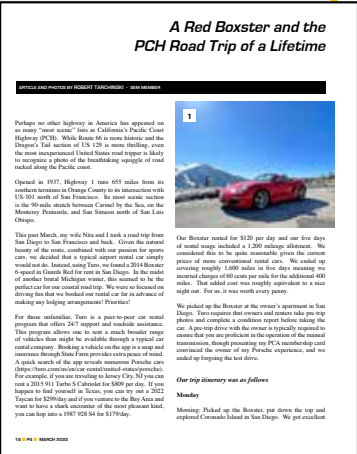 A Red Boxster and the
PCH Road Trip of a Lifetime
ARTICLE AND PHOTOS BY ROBERT TARCHINSKI - SEM MEMBER
Perhaps no other highway in America has appeared on
as many "most scenic" lists as California's Pacific Coast
Highway (PCH). While Route 66 is more historic and the
Dragon's Tail section of US 129 is more thrilling, even
the most experienced United States road tripper is likely
to recognize a photo of the breathtaking squiggle of road
tucked along the Pacific coast.
Opened in 1937, Highway 1 runs 655 miles from its
southern terminus in Orange County to its intersection with
US-101 north of San Francisco. Its most scenic section
is the 90-mile stretch between Carmel by the Sea, on the
Monterey Peninsula, and San Simeon north of San Luis
Obispo.
This past March, my wife Nita and I took a road trip from
San Diego to San Francisco and back. Given the natural
beauty of the route, combined with our passion for sports
cars, we decided that a typical airport rental car simply
would not do. Instead, using Turo, we found a 2014 Boxster
6-speed in Guards Red for rent in San Diego. In the midst
of another brutal Michigan winter, this seemed to be the
perfect car for our coastal road trip. We were so focused on
driving fun that we booked our rental car far in advance of
making any lodging arrangements! Priorities!
For those unfamiliar, Turo is a peer-to-peer car rental
program that offers 24/7 support and roadside assistance.
This program allows one to rent a much broader range
of vehicles than might be available through a typical car
rental company. Booking a vehicle on the app is a snap and
insurance through State Farm provides extra peace of mind.
A quick search of the app reveals numerous Porsche cars
(https://turo.com/us/en/car-rental/united-states/porsche).
For example, if you are traveling to Jersey City, NJ you can
rent a 2015 911 Turbo S Cabriolet for $809 per day. If you
happen to find yourself in Texas, you can try out a 2022
Taycan for $299/day and if you venture to the Bay Area and
want to have a shark encounter of the most pleasant kind,
you can hop into a 1987 928 S4 for $179/day.
1
Our Boxster rented for $120 per day and our five days
of rental usage included a 1,200 mileage allotment. We
considered this to be quite reasonable given the current
prices of more conventional rental cars. We ended up
covering roughly 1,600 miles in five days meaning we
incurred charges of 60 cents per mile for the additional 400
miles. That added cost was roughly equivalent to a nice
night out. For us, it was worth every penny.
We picked up the Boxster at the owner's apartment in San
Diego. Turo requires that owners and renters take pre-trip
photos and complete a condition report before taking the
car. A pre-trip drive with the owner is typically required to
ensure that you are proficient in the operation of the manual
transmission, though presenting my PCA membership card
convinced the owner of my Porsche experience, and we
ended up forgoing the test drive.
Our trip itinerary was as follows
Monday
Morning: Picked up the Boxster, put down the top and
explored Coronado Island in San Diego. We got excellent
18 P4 MARCH 2023